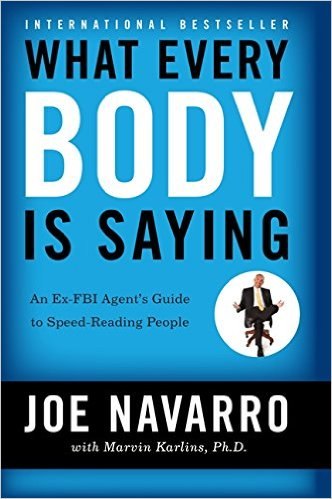 INTERNATIONAL BESTSELLER
WHAT EVERY
BODY
IS SAYING
An Ex-FBI Agent's Guide
to Speed-Reading People
JOE NAVARRO
with Marvin Karlins, Ph.D.